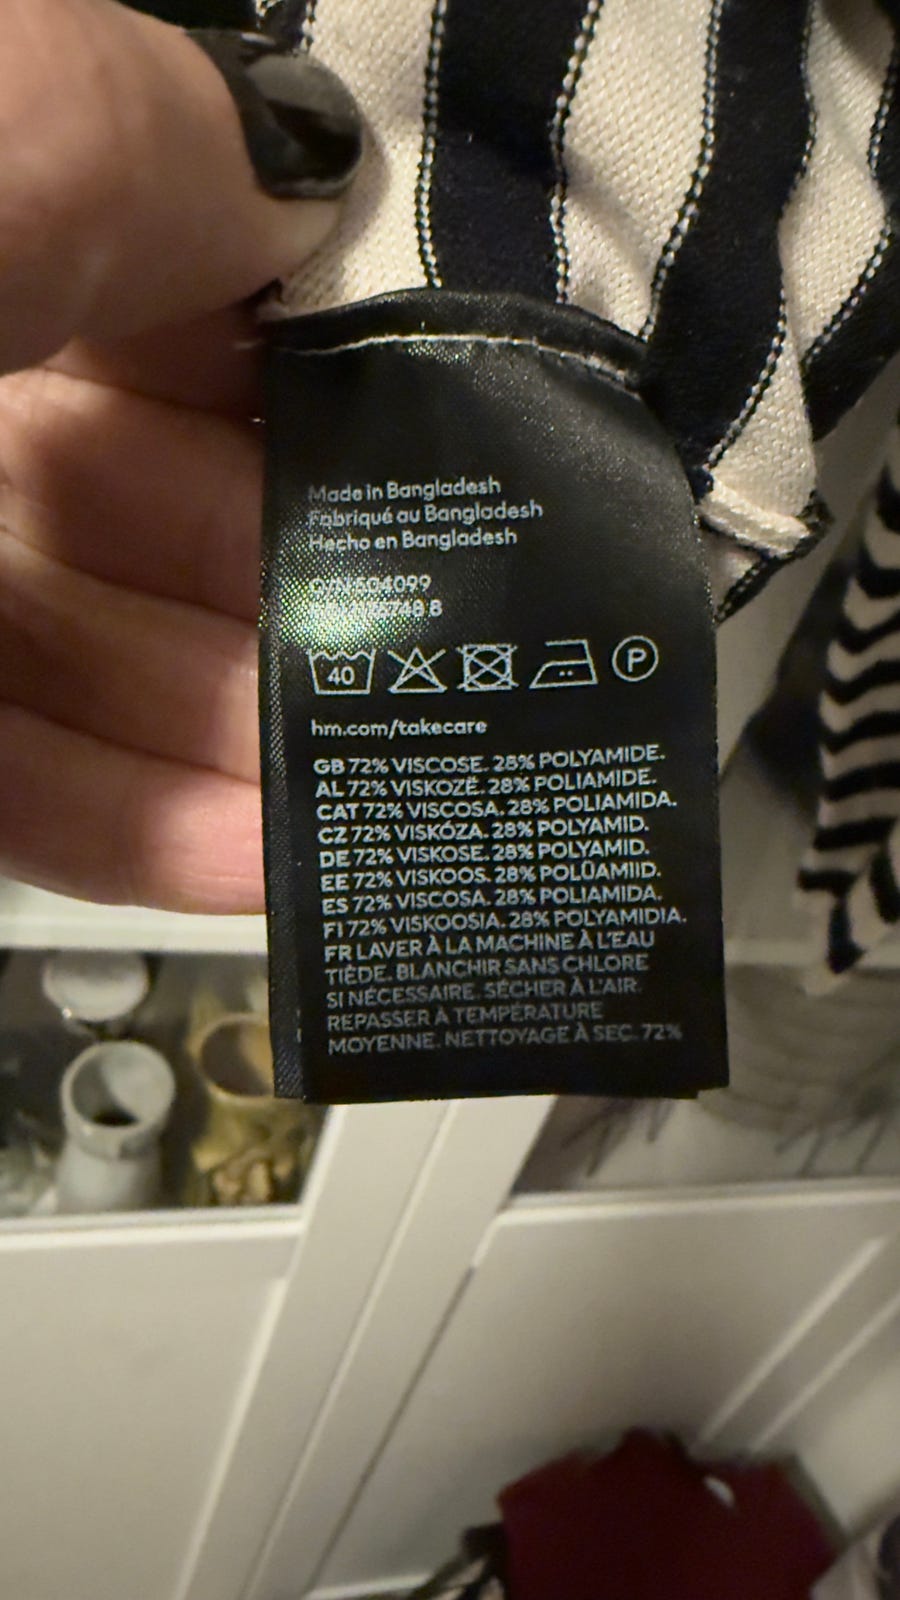 Made in Bangladesh
Fabriqué au Bangladesh
Hecho en Bangladesh
40 P
hm.com/takecare
GB 72% VISCOSE. 28% POLYAMIDE.
AL 72% VISKOZË. 28% POLIAMIDE.
CAT 72% VISCOSA. 28% POLIAMIDA.
CZ 72% VISKÓZA. 28% POLYAMID.
DE 72% VISKOSE. 28% POLYAMID.
EE 72% VISKOOS. 28% POLÜAMIID.
ES 72% VISCOSA. 28% POLIAMIDA.
FI 72% VISKOOSIA. 28% POLYAMIDIA.
FR LAVER À LA MACHINE À L'EAU
TIÈDE. BLANCHIR SANS CHLORE
SI NÉCESSAIRE. SÉCHER À L'AIR.
REPASSER À TEMPÉRATURE
MOYENNE. NETTOYAGE À SEC. 72%